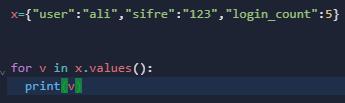 x={"user":"ali","sifre":"123","login_count":5}
for v in x.values():
  print(v)